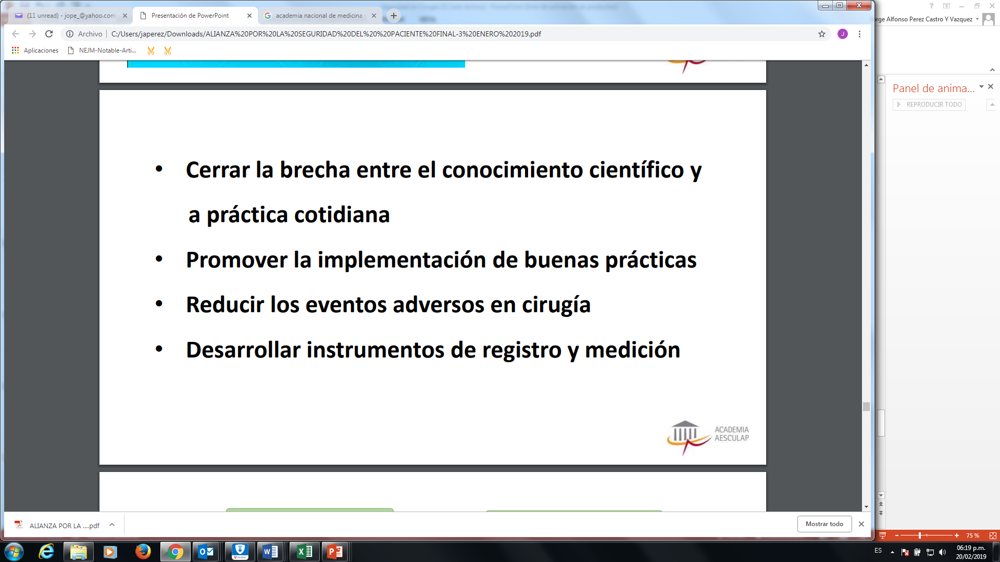 (11 unread) - jope_@yahoo.com
Presentación de PowerPoint
academia nacional de medicina -
Archivo
C:/Users/japerez/Downloads/ALIANZA%20POR%20LA%20SEGURIDAD%20DEL%20%20PACIENTE%20FINAL-3%20ENERO%202019.pdf
J
rge Alfonso Perez Castro Y Vazquez
Aplicaciones
NEJM-Notable-Arti...
Panel de anima...
REPRODUCIR TODO
• Cerrar la brecha entre el conocimiento científico y
a práctica cotidiana
• Promover la implementación de buenas prácticas
• Reducir los eventos adversos en cirugía
• Desarrollar instrumentos de registro y medición
ACADEMIA
AESCULAP
ALIANZA POR LA ....pdf
Mostrar todo
75 %
ES
06:19 p.m.
20/02/2019